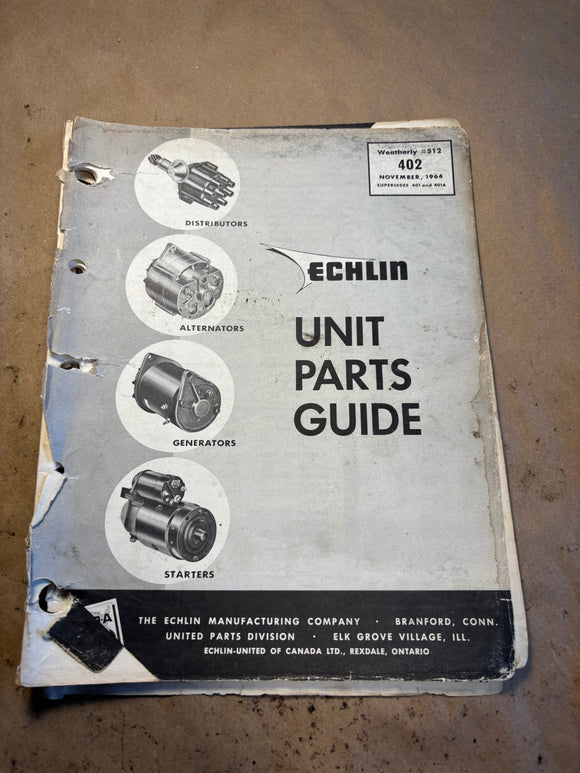 Weatherly #512
402
NOVEMBER, 1964
SUPERSEDES 401 and 401A
DISTRIBUTORS
ALTERNATORS
GENERATORS
STARTERS
ECHLIN
UNIT
PARTS
GUIDE
THE ECHLIN MANUFACTURING COMPANY · BRANFORD, CONN.
UNITED PARTS DIVISION · ELK GROVE VILLAGE, ILL.
ECHLIN-UNITED OF CANADA LTD., REXDALE, ONTARIO